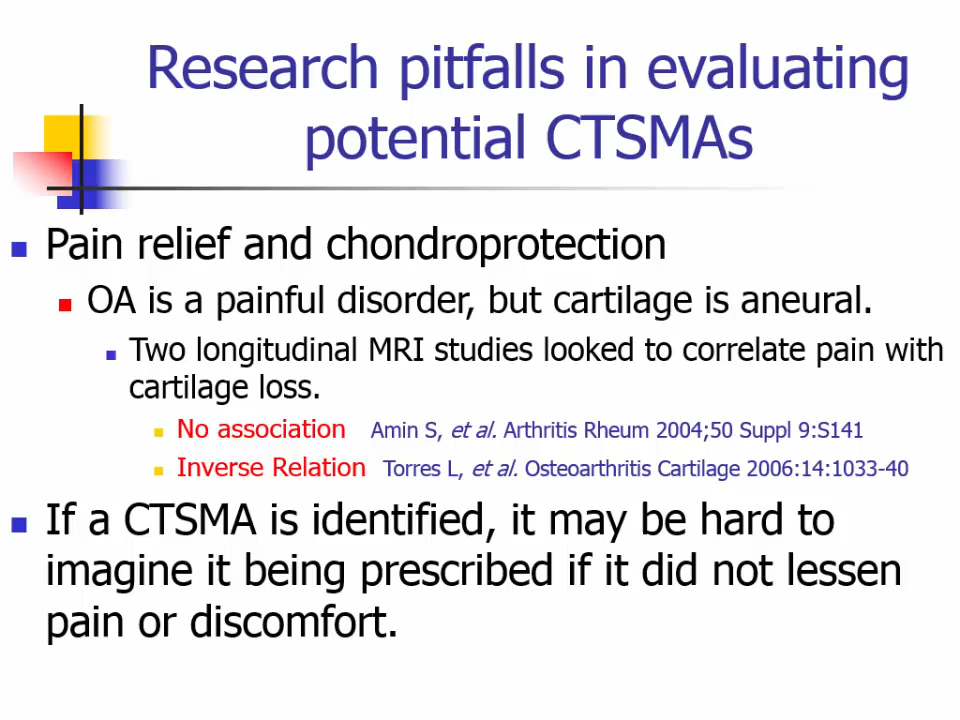 Research pitfalls in evaluating
potential CTSMAs
Pain relief and chondroprotection
OA is a painful disorder, but cartilage is aneural.
Two longitudinal MRI studies looked to correlate pain with
cartilage loss.
No association Amin S, et al. Arthritis Rheum 2004;50 Suppl 9:S141
Inverse Relation Torres L, et al. Osteoarthritis Cartilage 2006:14:1033-40
If a CTSMA is identified, it may be hard to
imagine it being prescribed if it did not lessen
pain or discomfort.